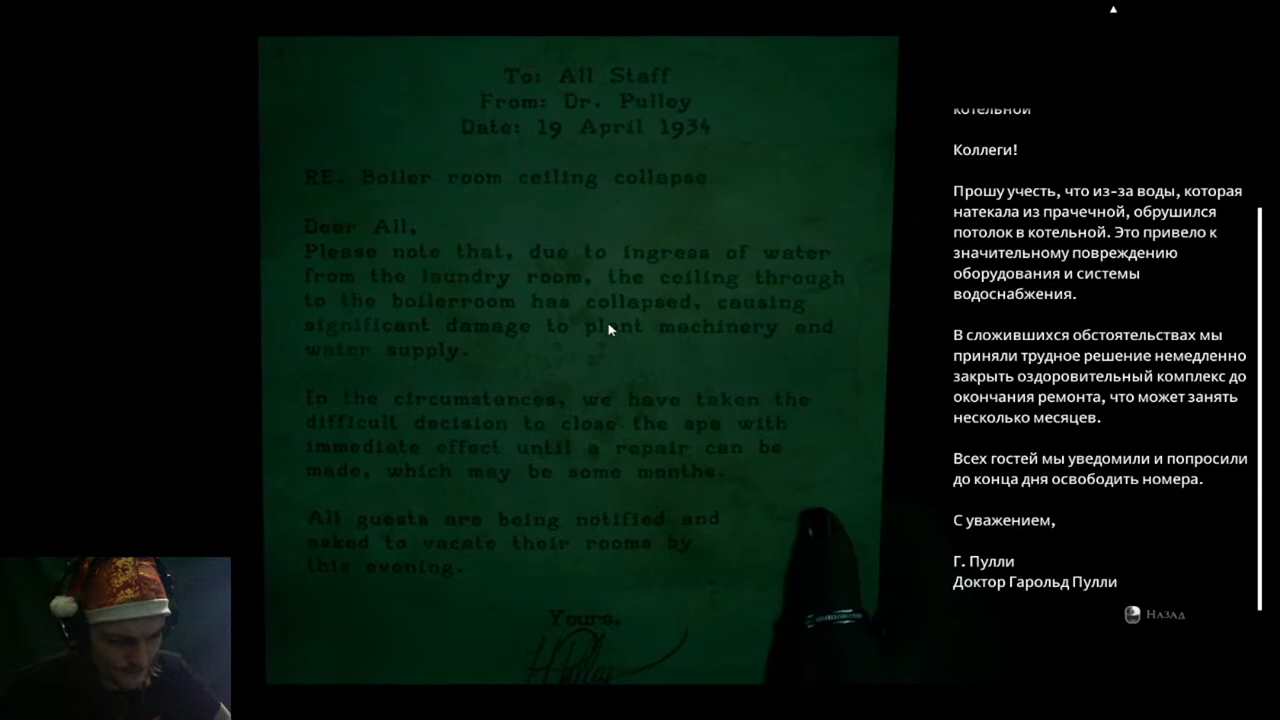 To: All Staff
From: Dr. Pulley
Date: 19 April 1934
RE. Boiler room ceiling collapse
Dear All,
Please note that, due to ingress of water
from the laundry room, the ceiling through
to the boilerroom has collapsed, causing
significant damage to plant machinery and
water supply.
In the circumstances, we have taken the
difficult decision to close the spa with
immediate effect until a repair can be
made, which may be some months.
All guests are being notified and
asked to vacate their rooms by
this evening.
Yours,
H Pulley
котельной
Коллеги!
Прошу учесть, что из-за воды, которая
натекала из прачечной, обрушился
потолок в котельной. Это привело к
значительному повреждению
оборудования и системы
водоснабжения.
В сложившихся обстоятельствах мы
приняли трудное решение немедленно
закрыть оздоровительный комплекс до
окончания ремонта, что может занять
несколько месяцев.
Всех гостей мы уведомили и попросили
до конца дня освободить номера.
С уважением,
Г. Пулли
Доктор Гарольд Пулли
Назад